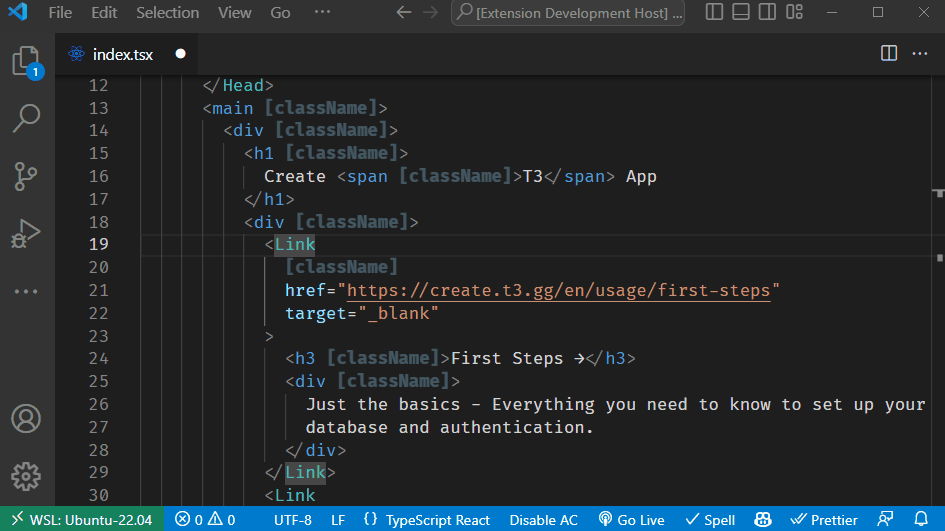 File Edit Selection View Go ··· [Extension Development Host] ...
index.tsx
1
12 </Head>
13 <main [className]>
14 <div [className]>
15 <h1 [className]>
16 Create <span [className]>T3</span> App
17 </h1>
18 <div [className]>
19 <Link
20 [className]
21 href="https://create.t3.gg/en/usage/first-steps"
22 target="_blank"
23 >
24 <h3 [className]>First Steps →</h3>
25 <div [className]>
26 Just the basics - Everything you need to know to set up your
27 database and authentication.
28 </div>
29 </Link>
30 <Link
WSL: Ubuntu-22.04 0 0 UTF-8 LF {} TypeScript React Disable AC Go Live Spell Prettier